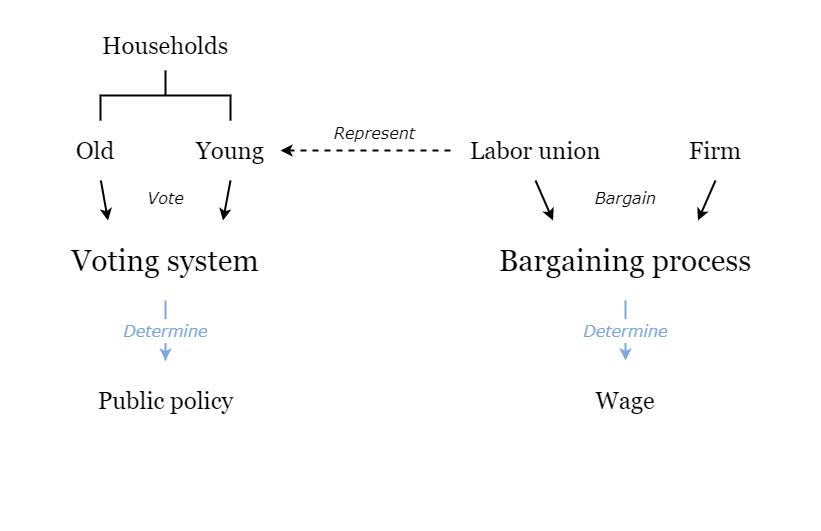 Households
Old
Young
Represent
Labor union
Firm
Vote
Bargain
Voting system
Bargaining process
Determine
Determine
Public policy
Wage